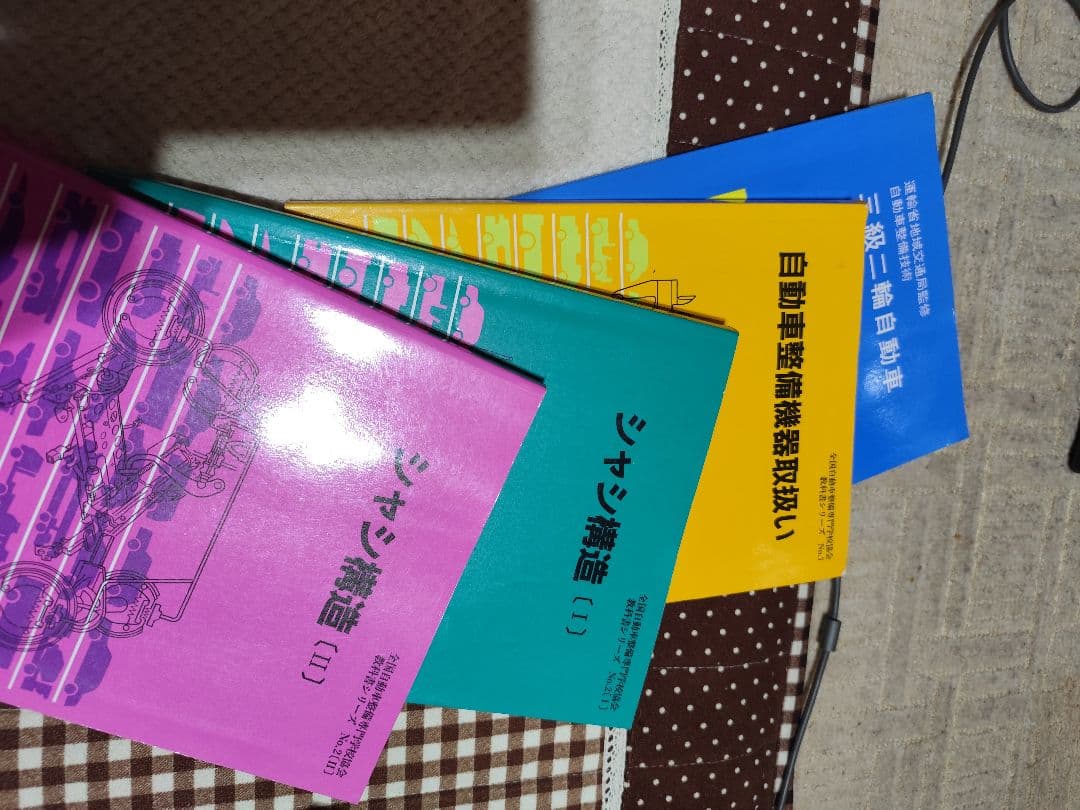 運輸省地域交通局監修
自動車整備技術
級二輪自動車
自動車整備機器取扱い
全国自動車整備専門学校協会
教科書シリーズ
シャシ構造〔I〕
全国自動車整備専門学校協会
教科書シリーズ No.2〔I〕
シャシ構造〔II〕
全国自動車整備専門学校協会
教科書シリーズ No.2〔II〕